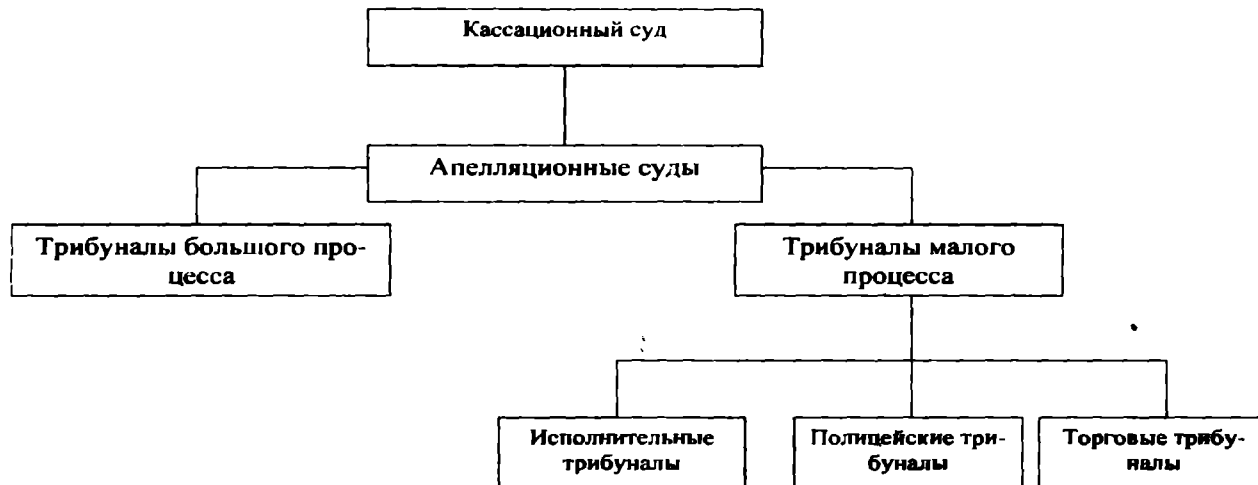 Кассационный суд
Апелляционные суды
Трибуналы большого про-
цесса
Трибуналы малого
процесса
Исполнительные
трибуналы
Полицейские три-
буналы
Торговые трибу-
налы